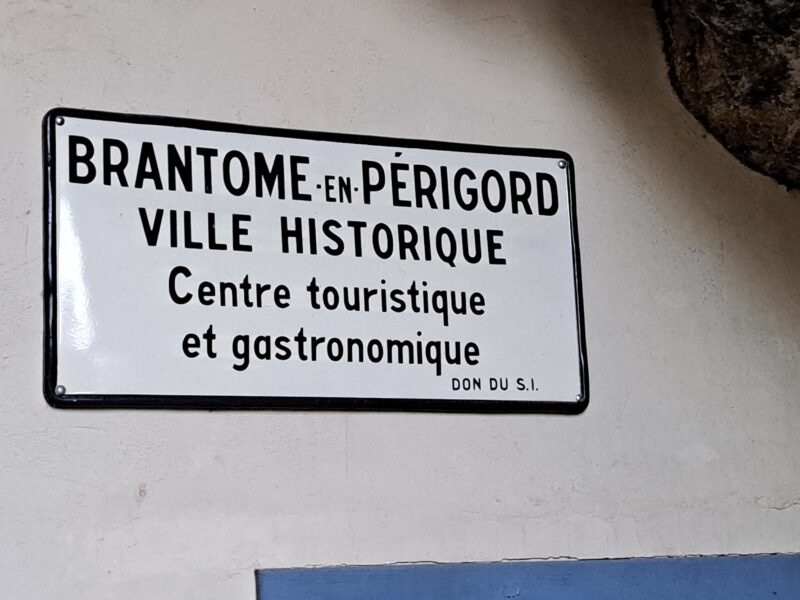 BRANTOME-EN-PÉRIGORD
VILLE HISTORIQUE
Centre touristique
et gastronomique
DON DU S.I.